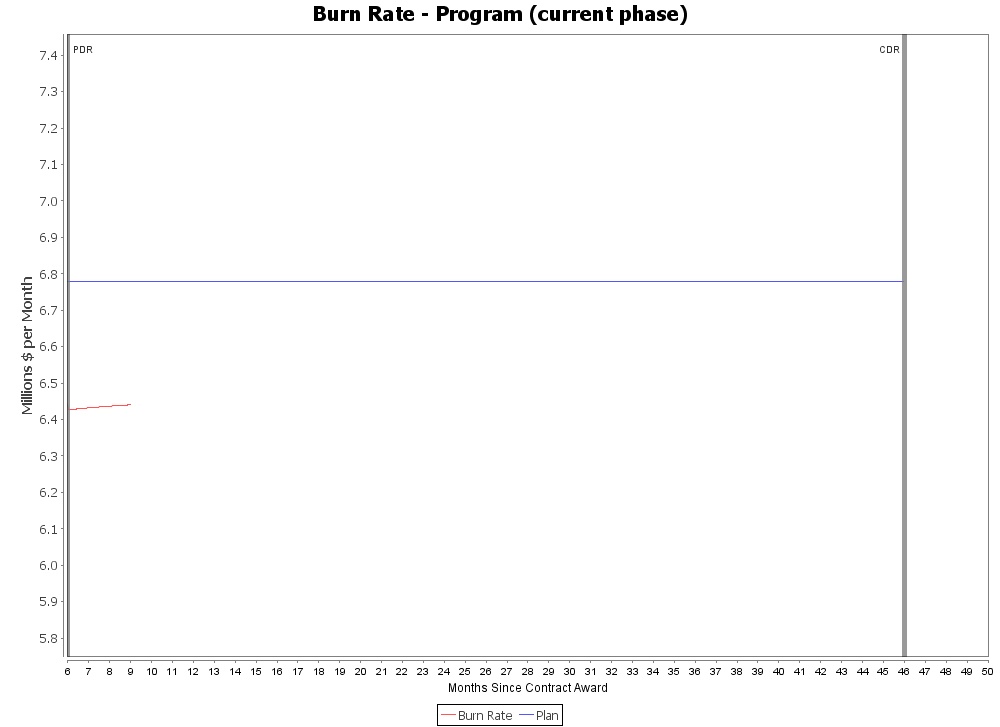 Burn Rate - Program (current phase)
PDR
CDR
7.4
7.3
7.2
7.1
7.0
6.9
6.8
6.7
6.6
6.5
6.4
6.3
6.2
6.1
6.0
5.9
5.8
Millions $ per Month
6 7 8 9 10 11 12 13 14 15 16 17 18 19 20 21 22 23 24 25 26 27 28 29 30 31 32 33 34 35 36 37 38 39 40 41 42 43 44 45 46 47 48 49 50
Months Since Contract Award
Burn Rate Plan